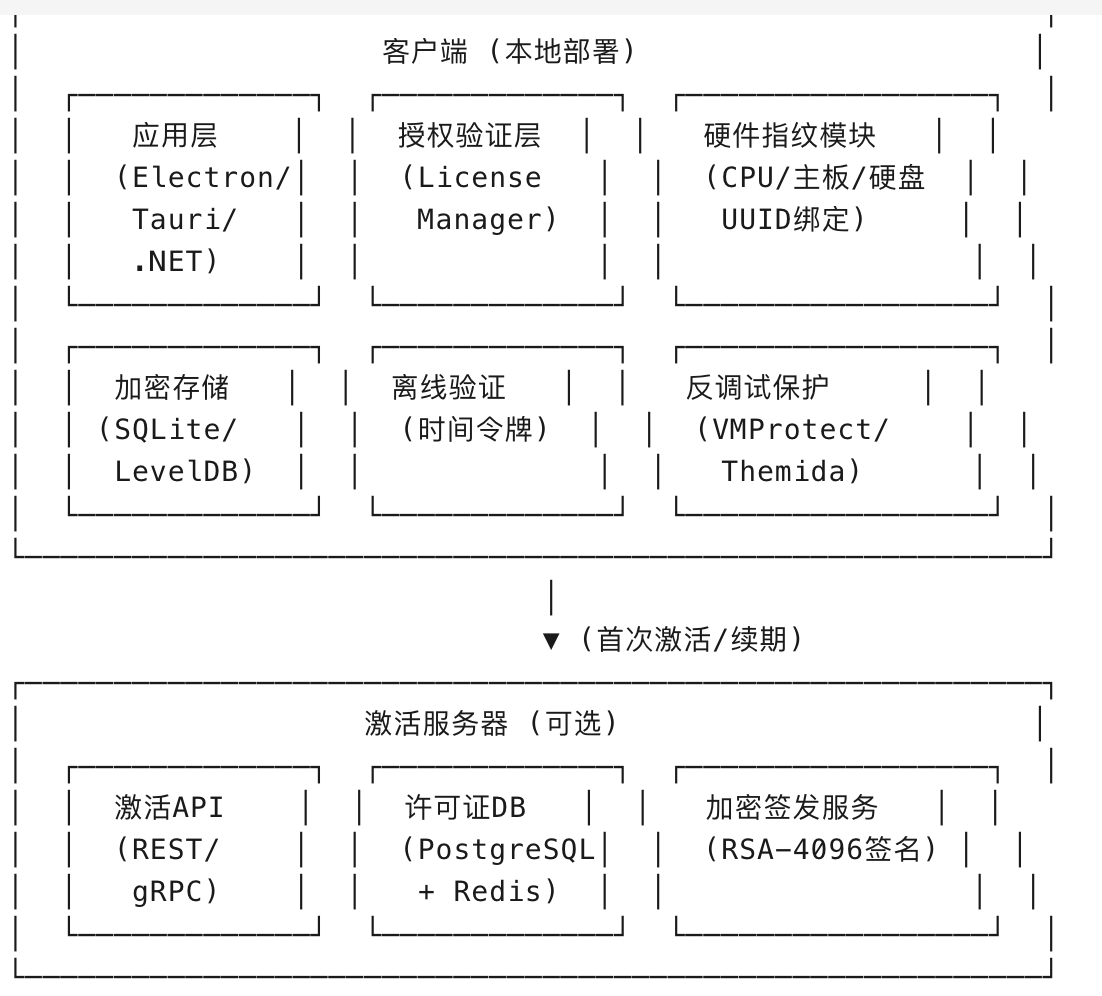 客户端 (本地部署)
应用层 授权验证层 硬件指纹模块
(Electron/ (License (CPU/主板/硬盘
Tauri/ Manager) UUID绑定)
.NET)
加密存储 离线验证 反调试保护
(SQLite/ (时间令牌) (VMProtect/
LevelDB) Themida)
▼ (首次激活/续期)
激活服务器 (可选)
激活API 许可证DB 加密签发服务
(REST/ (PostgreSQL (RSA-4096签名)
gRPC) + Redis)